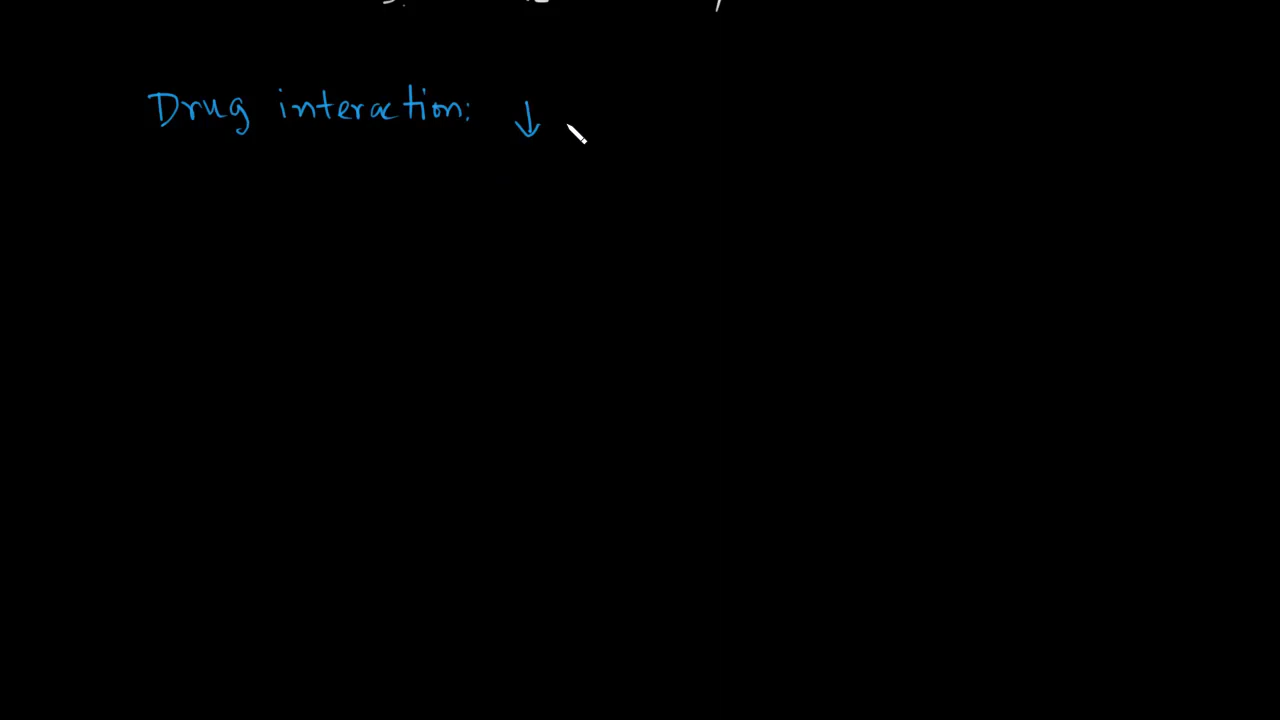 Drug interaction: ↓